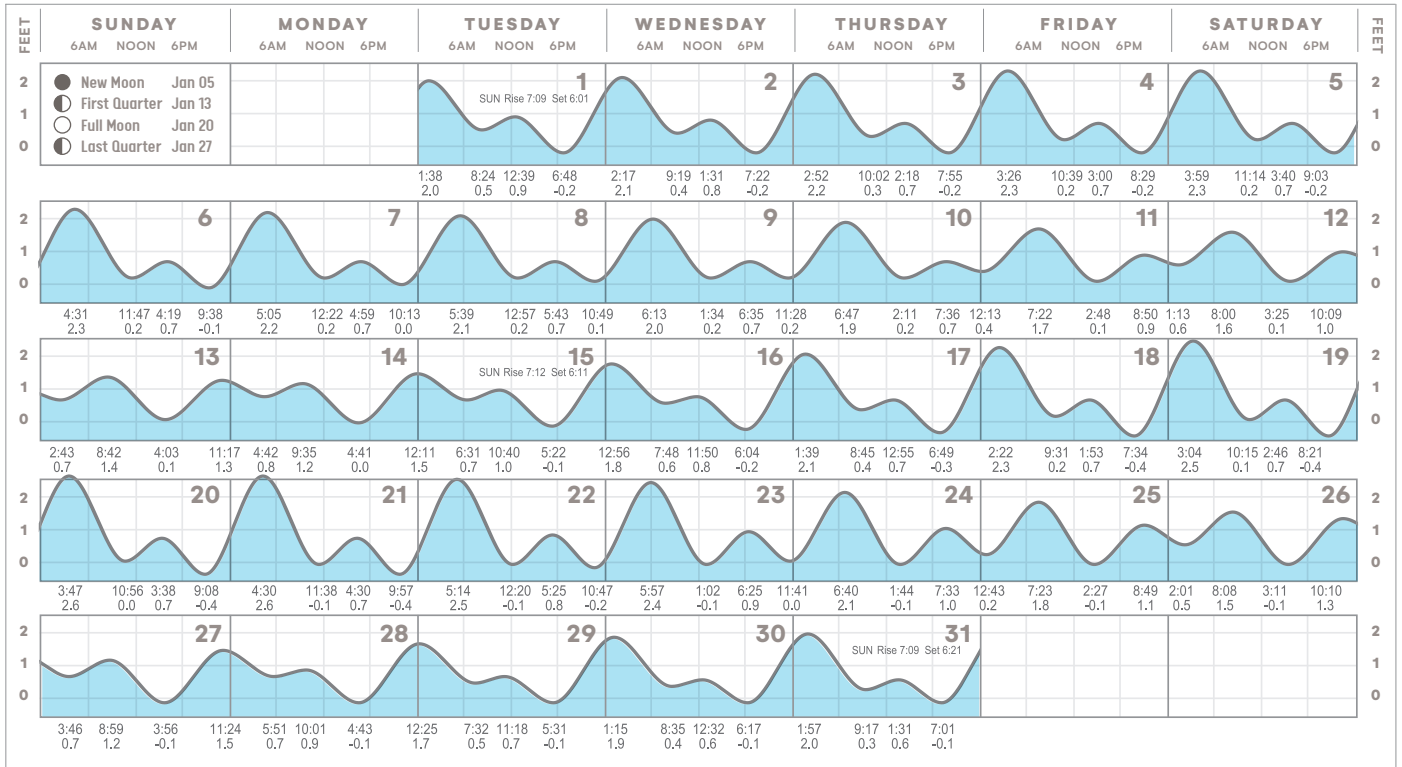 FEET SUNDAY MONDAY TUESDAY WEDNESDAY THURSDAY FRIDAY SATURDAY FEET
6AM NOON 6PM 6AM NOON 6PM 6AM NOON 6PM 6AM NOON 6PM 6AM NOON 6PM 6AM NOON 6PM 6AM NOON 6PM
2 New Moon Jan 05 1 2 3 4 5 2
First Quarter Jan 13 SUN Rise 7:09 Set 6:01
1 Full Moon Jan 20 1
0 Last Quarter Jan 27 0
1:38 8:24 12:39 6:48 2:17 9:19 1:31 7:22 2:52 10:02 2:18 7:55 3:26 10:39 3:00 8:29 3:59 11:14 3:40 9:03
2.0 0.5 0.9 -0.2 2.1 0.4 0.8 -0.2 2.2 0.3 0.7 -0.2 2.3 0.2 0.7 -0.2 2.3 0.2 0.7 -0.2
2 6 7 8 9 10 11 12 2
1 1
0 0
4:31 11:47 4:19 9:38 5:05 12:22 4:59 10:13 5:39 12:57 5:43 10:49 6:13 1:34 6:35 11:28 6:47 2:11 7:36 12:13 7:22 2:48 8:50 1:13 8:00 3:25 10:09
2.3 0.2 0.7 -0.1 2.2 0.2 0.7 0.0 2.1 0.2 0.7 0.1 2.0 0.2 0.7 0.2 1.9 0.2 0.7 0.4 1.7 0.1 0.9 0.6 1.6 0.1 1.0
2 13 14 15 16 17 18 19 2
SUN Rise 7:12 Set 6:11
1 1
0 0
2:43 8:42 4:03 11:17 4:42 9:35 4:41 12:11 6:31 10:40 5:22 12:56 7:48 11:50 6:04 1:39 8:45 12:55 6:49 2:22 9:31 1:53 7:34 3:04 10:15 2:46 8:21
0.7 1.4 0.1 1.3 0.8 1.2 0.0 1.5 0.7 1.0 -0.1 1.8 0.6 0.8 -0.2 2.1 0.4 0.7 -0.3 2.3 0.2 0.7 -0.4 2.5 0.1 0.7 -0.4
2 20 21 22 23 24 25 26 2
1 1
0 0
3:47 10:56 3:38 9:08 4:30 11:38 4:30 9:57 5:14 12:20 5:25 10:47 5:57 1:02 6:25 11:41 6:40 1:44 7:33 12:43 7:23 2:27 8:49 2:01 8:08 3:11 10:10
2.6 0.0 0.7 -0.4 2.6 -0.1 0.7 -0.4 2.5 -0.1 0.8 -0.2 2.4 -0.1 0.9 0.0 2.1 -0.1 1.0 0.2 1.8 -0.1 1.1 0.5 1.5 -0.1 1.3
2 27 28 29 30 31 2
SUN Rise 7:09 Set 6:21
1 1
0 0
3:46 8:59 3:56 11:24 5:51 10:01 4:43 12:25 7:32 11:18 5:31 1:15 8:35 12:32 6:17 1:57 9:17 1:31 7:01
0.7 1.2 -0.1 1.5 0.7 0.9 -0.1 1.7 0.5 0.7 -0.1 1.9 0.4 0.6 -0.1 2.0 0.3 0.6 -0.1